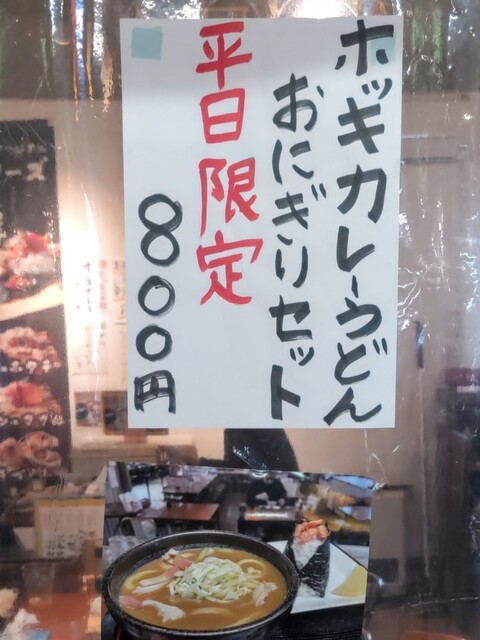 ホッキカレーうどん
おにぎりセット
平日限定
800円